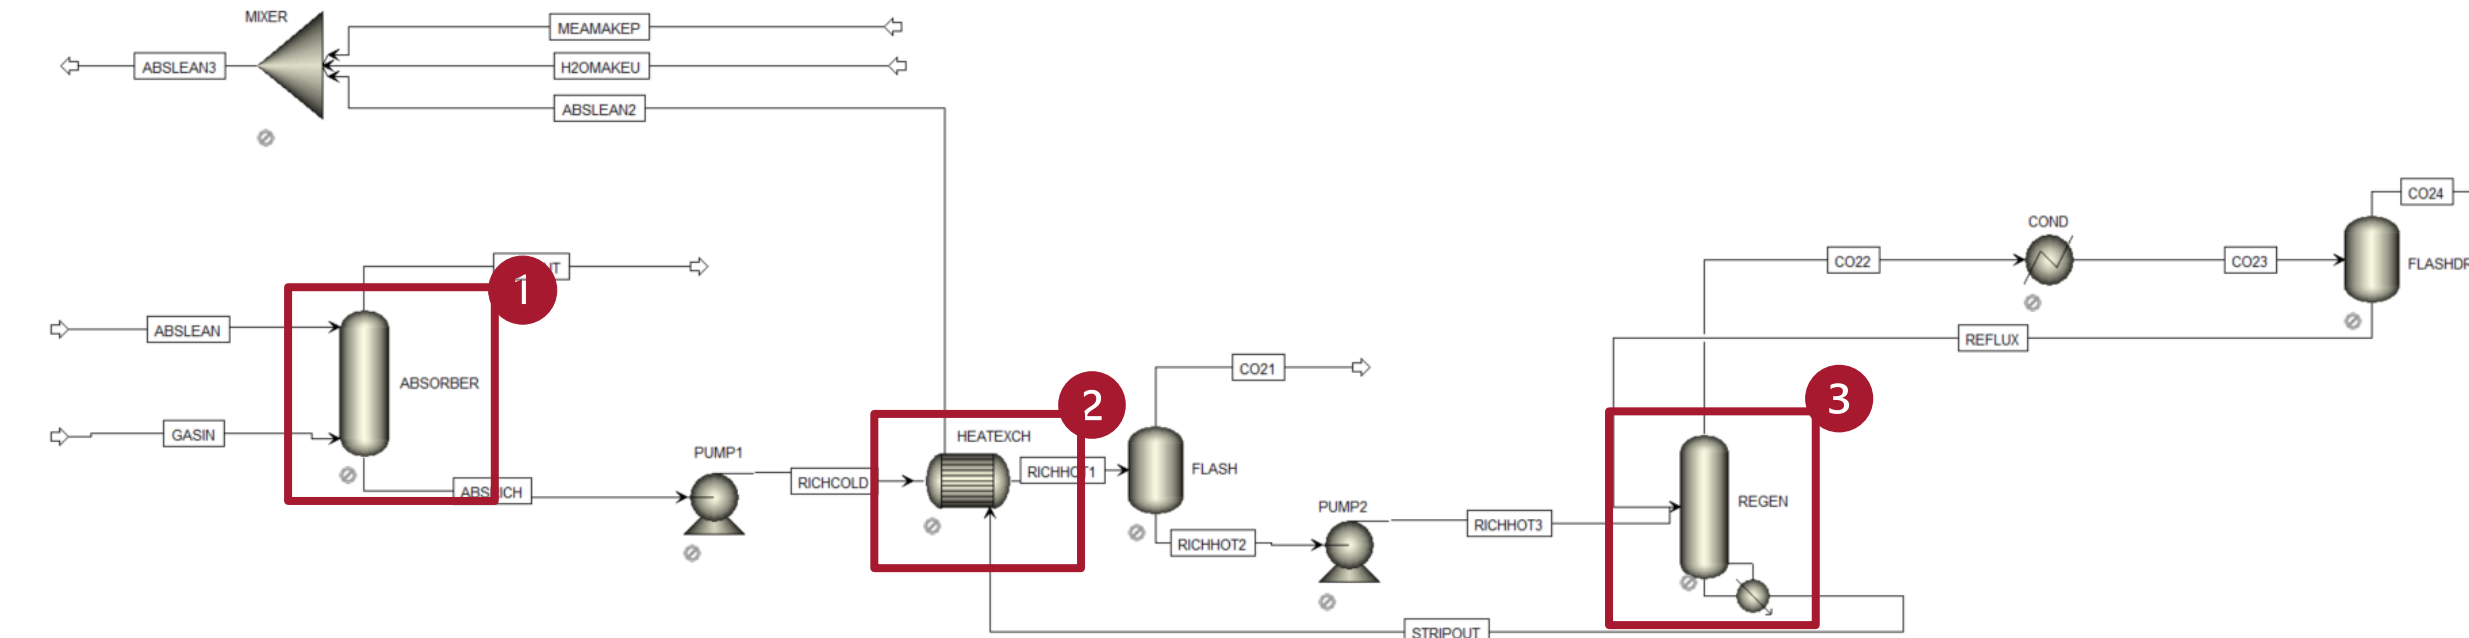 MIXER
MEAMAKEP
ABSLEAN3
H2OMAKEU
ABSLEAN2
CO24
COND
CO22
CO23
FLASHDR
1
ABSLEAN
REFLUX
ABSORBER
CO21
2
3
GASIN
HEATEXCH
PUMP1
RICHCOLD
RICHHOT1
FLASH
REGEN
PUMP2
RICHHOT3
RICHHOT2
STRIPOUT